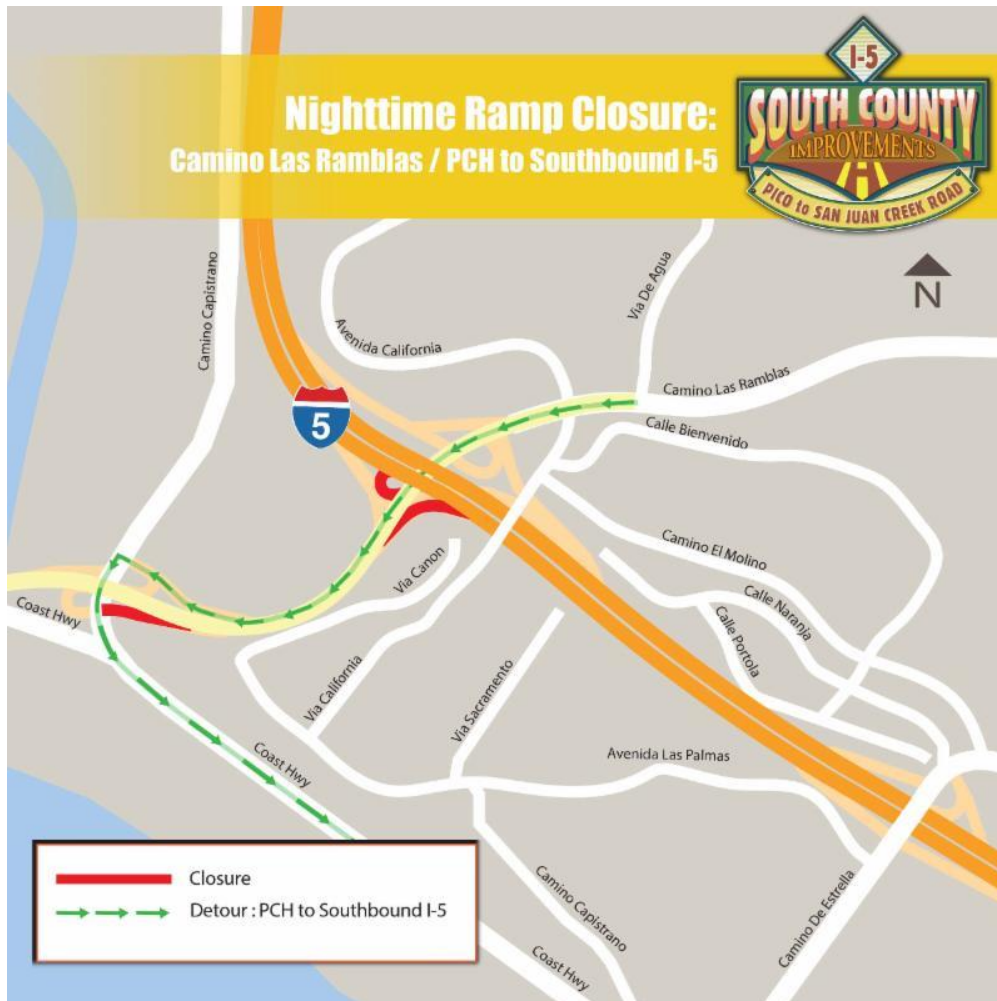 Nighttime Ramp Closure:
Camino Las Ramblas / PCH to Southbound I-5
I-5
SOUTH COUNTY
IMPROVEMENTS
PICO to SAN JUAN CREEK ROAD
N
Camino Capistrano
Avenida California
Via De Agua
Camino Las Ramblas
Calle Bienvenido
5
Camino El Molino
Calle Naranja
Calle Portola
Via Canon
Coast Hwy
Via California
Via Sacramento
Coast Hwy
Avenida Las Palmas
Camino De Estrella
Camino Capistrano
Coast Hwy
Closure
Detour : PCH to Southbound I-5